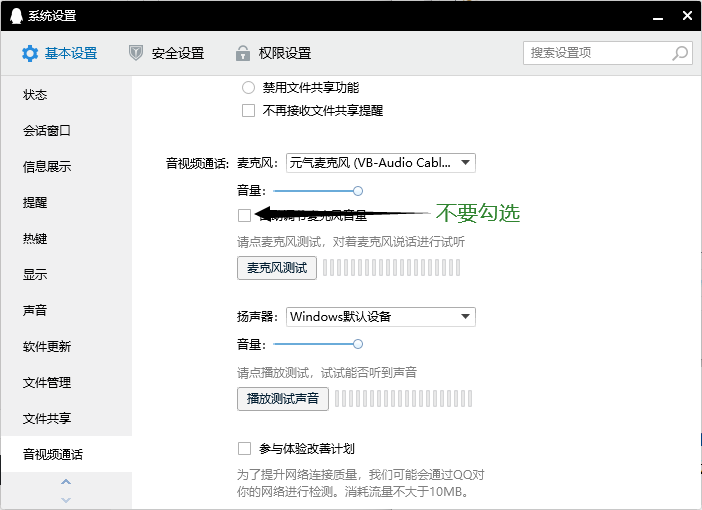 系统设置
基本设置 安全设置 权限设置 搜索设置项
状态
会话窗口
信息展示
提醒
热键
显示
声音
软件更新
文件管理
文件共享
音视频通话
禁用文件共享功能
不再接收文件共享提醒
音视频通话: 麦克风: 元气麦克风 (VB-Audio Cabl...
音量:
调节麦克风音量
不要勾选
请点麦克风测试，对着麦克风说话进行试听
麦克风测试
扬声器: Windows默认设备
音量:
请点播放测试，试试能否听到声音
播放测试声音
参与体验改善计划
为了提升网络连接质量，我们可能会通过QQ对
你的网络进行检测。消耗流量不大于10MB。